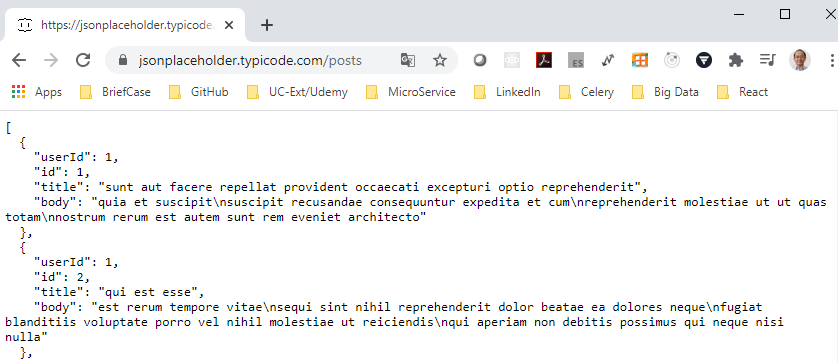 https://jsonplaceholder.typicode.
jsonplaceholder.typicode.com/posts
ES
Apps BriefCase GitHub UC-Ext/Udemy MicroService LinkedIn Celery Big Data React
[
  {
    "userId": 1,
    "id": 1,
    "title": "sunt aut facere repellat provident occaecati excepturi optio reprehenderit",
    "body": "quia et suscipit\nsuscipit recusandae consequuntur expedita et cum\nreprehenderit molestiae ut ut quas
totam\nnostrum rerum est autem sunt rem eveniet architecto"
  },
  {
    "userId": 1,
    "id": 2,
    "title": "qui est esse",
    "body": "est rerum tempore vitae\nsequi sint nihil reprehenderit dolor beatae ea dolores neque\nfugiat
blanditiis voluptate porro vel nihil molestiae ut reiciendis\nqui aperiam non debitis possimus qui neque nisi
nulla"
  },